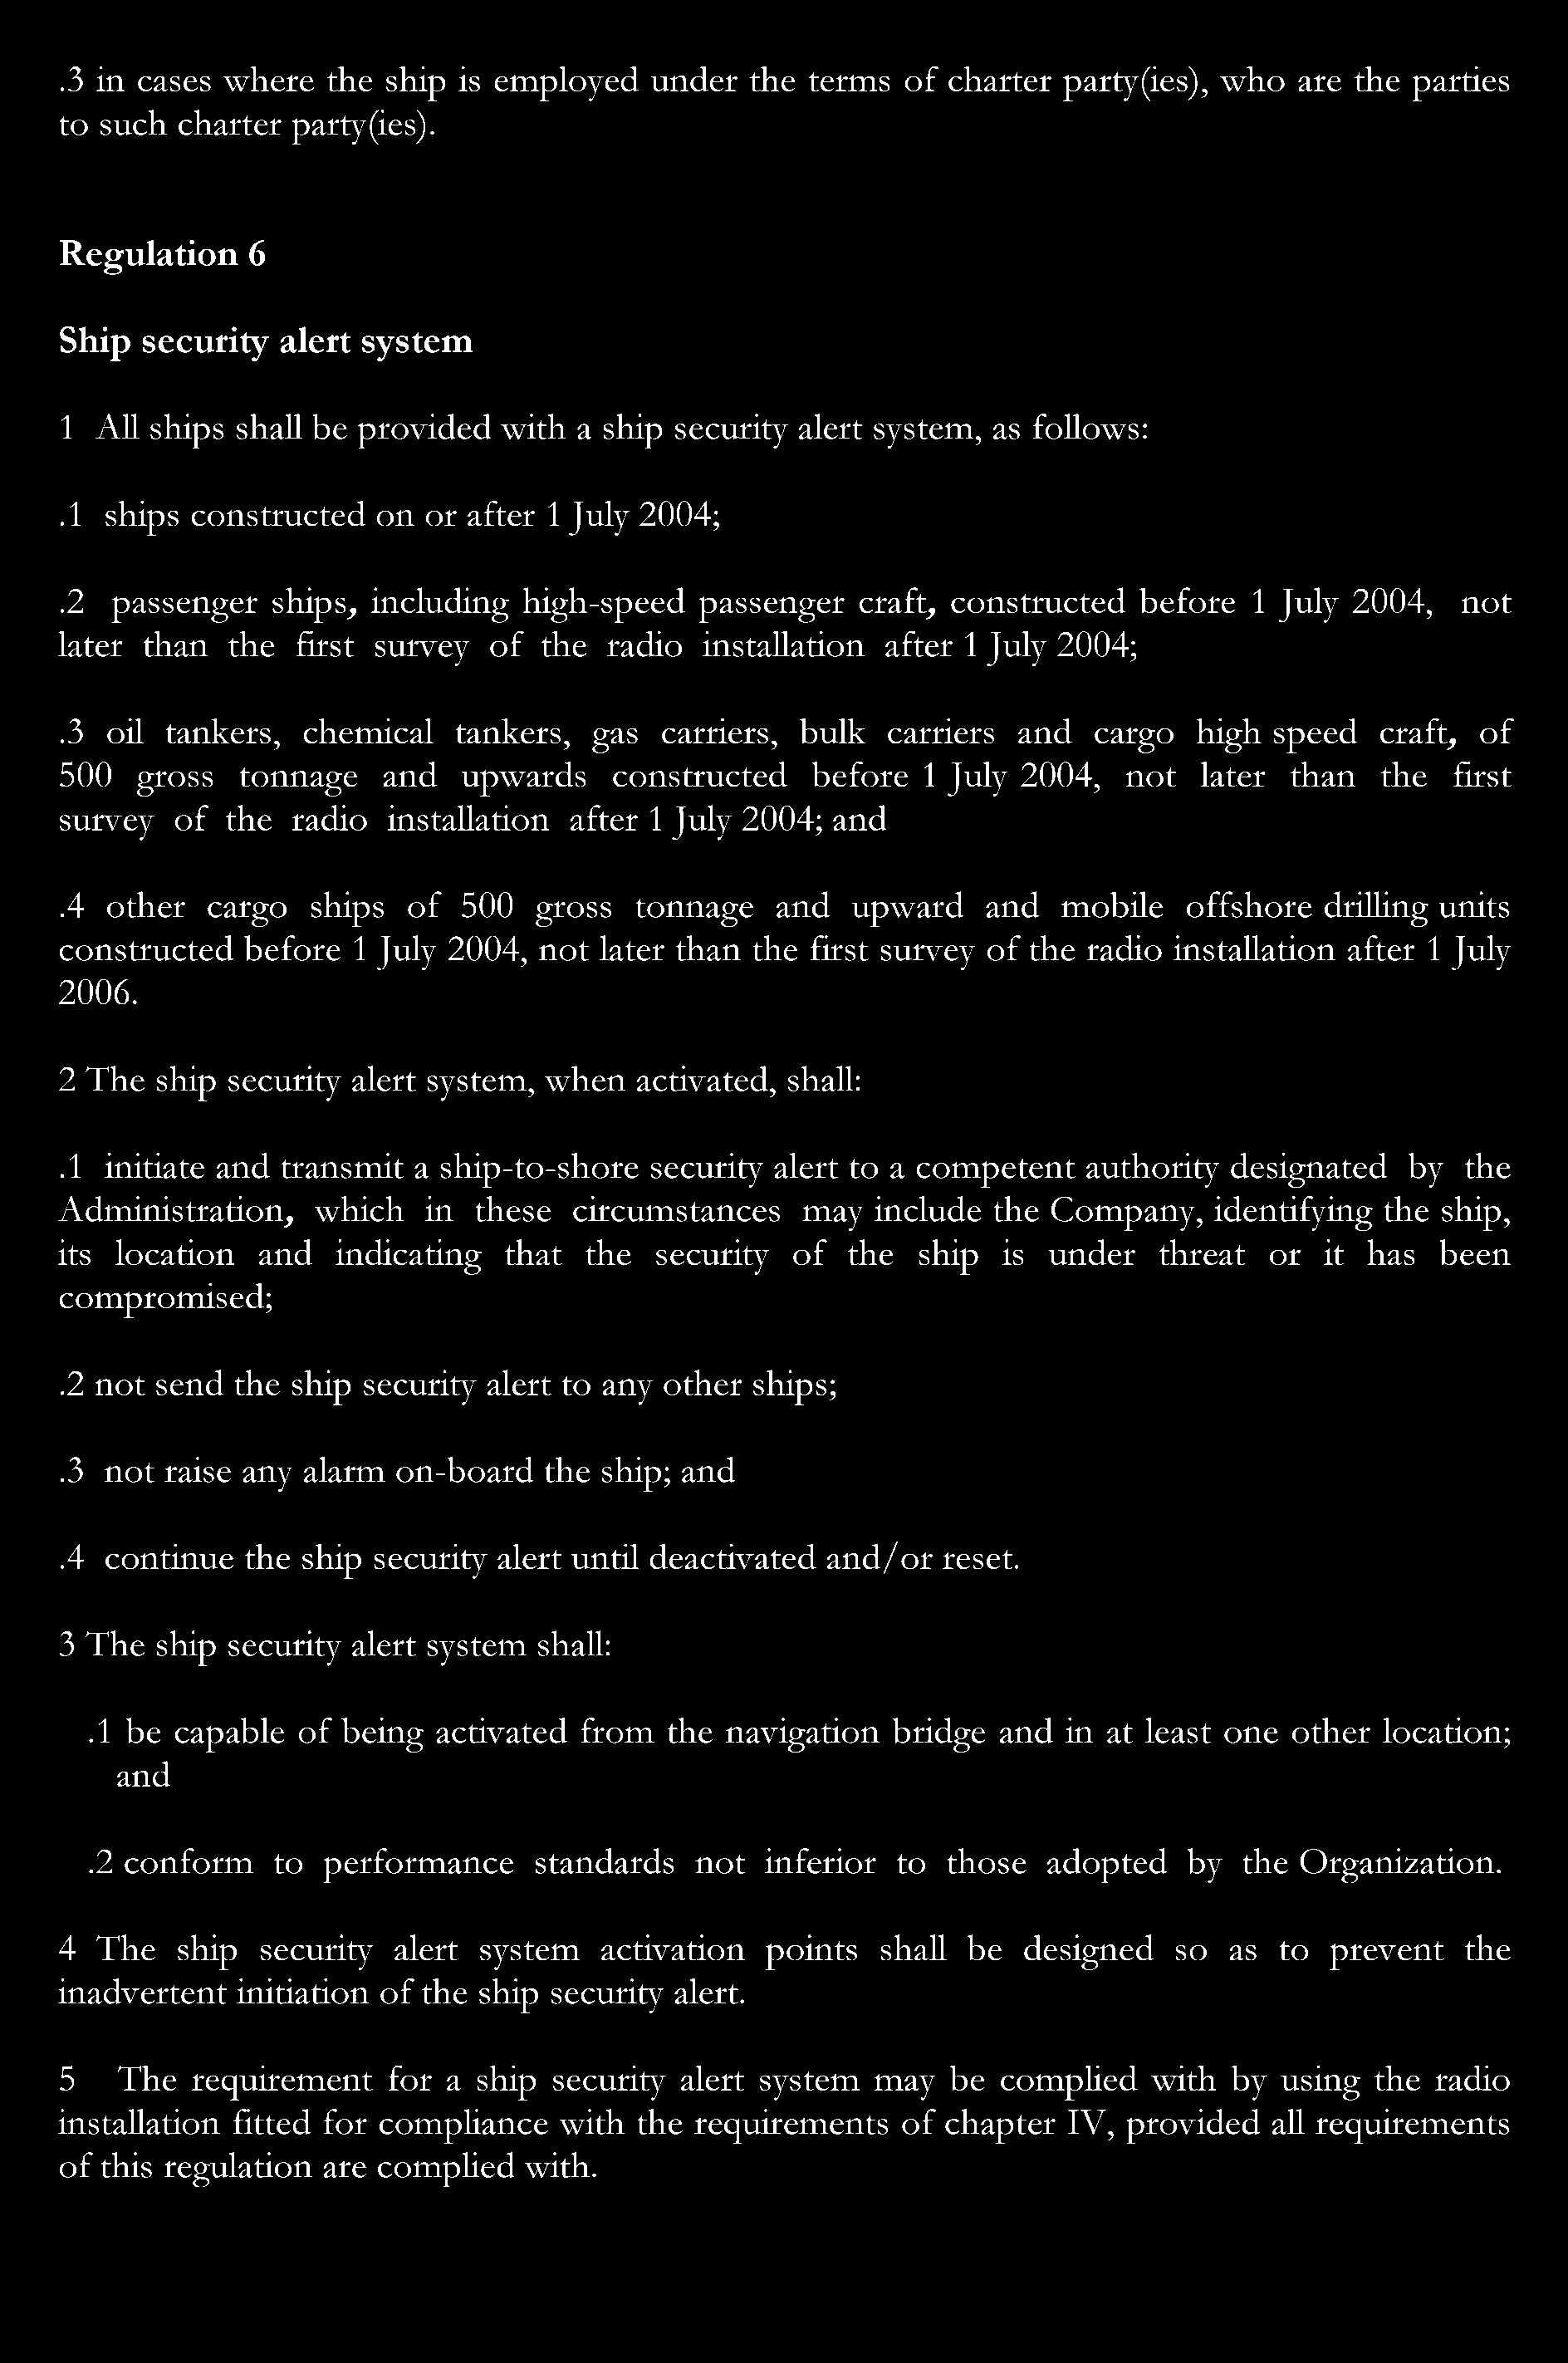 .3 in cases where the ship is employed under the terms of charter party(ies), who are the parties
to such charter party(ies).
Regulation 6
Ship security alert system
1 All ships shall be provided with a ship security alert system, as follows:
.1 ships constructed on or after 1 July 2004;
.2 passenger ships, including high-speed passenger craft, constructed before 1 July 2004, not
later than the first survey of the radio installation after 1 July 2004;
.3 oil tankers, chemical tankers, gas carriers, bulk carriers and cargo high speed craft, of
500 gross tonnage and upwards constructed before 1 July 2004, not later than the first
survey of the radio installation after 1 July 2004; and
.4 other cargo ships of 500 gross tonnage and upward and mobile offshore drilling units
constructed before 1 July 2004, not later than the first survey of the radio installation after 1 July
2006.
2 The ship security alert system, when activated, shall:
.1 initiate and transmit a ship-to-shore security alert to a competent authority designated by the
Administration, which in these circumstances may include the Company, identifying the ship,
its location and indicating that the security of the ship is under threat or it has been
compromised;
.2 not send the ship security alert to any other ships;
.3 not raise any alarm on-board the ship; and
.4 continue the ship security alert until deactivated and/or reset.
3 The ship security alert system shall:
.1 be capable of being activated from the navigation bridge and in at least one other location;
and
.2 conform to performance standards not inferior to those adopted by the Organization.
4 The ship security alert system activation points shall be designed so as to prevent the
inadvertent initiation of the ship security alert.
5 The requirement for a ship security alert system may be complied with by using the radio
installation fitted for compliance with the requirements of chapter IV, provided all requirements
of this regulation are complied with.